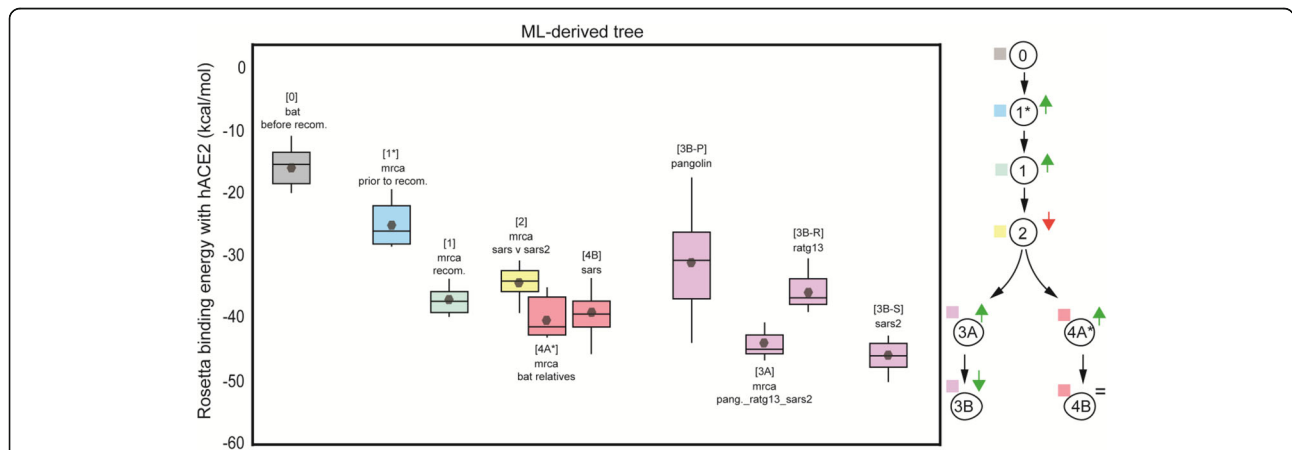 ML-derived tree
Rosetta binding energy with hACE2 (kcal/mol)
0
-10
-20
-30
-40
-50
-60
[0]
bat
before recom.
[1*]
mrca
prior to recom.
[1]
mrca
recom.
[2]
mrca
sars v sars2
[4B]
sars
[4A*]
mrca
bat relatives
[3B-P]
pangolin
[3A]
mrca
pang._ratg13_sars2
[3B-R]
ratg13
[3B-S]
sars2
0
1*
1
2
3A
4A*
3B
4B
=